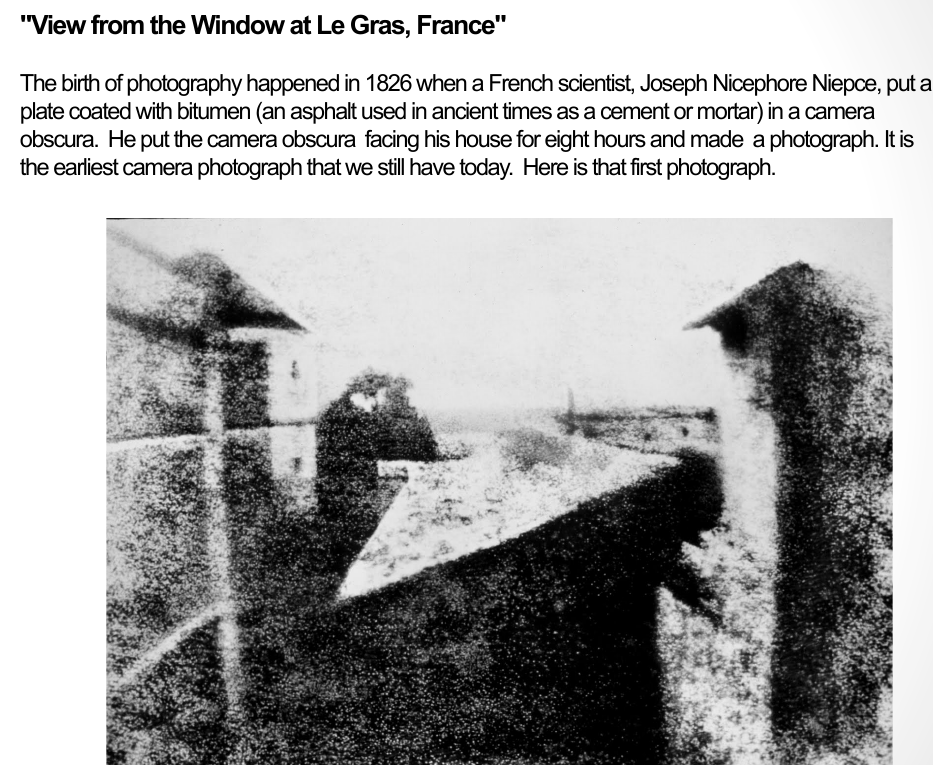 "View from the Window at Le Gras, France"
The birth of photography happened in 1826 when a French scientist, Joseph Nicephore Niepce, put a
plate coated with bitumen (an asphalt used in ancient times as a cement or mortar) in a camera
obscura.  He put the camera obscura  facing his house for eight hours and made  a photograph. It is
the earliest camera photograph that we still have today.  Here is that first photograph.